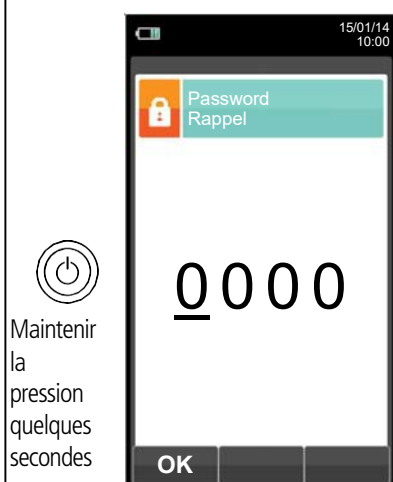 15/01/14
10:00
Password
Rappel
0000
Maintenir
la
pression
quelques
secondes
OK